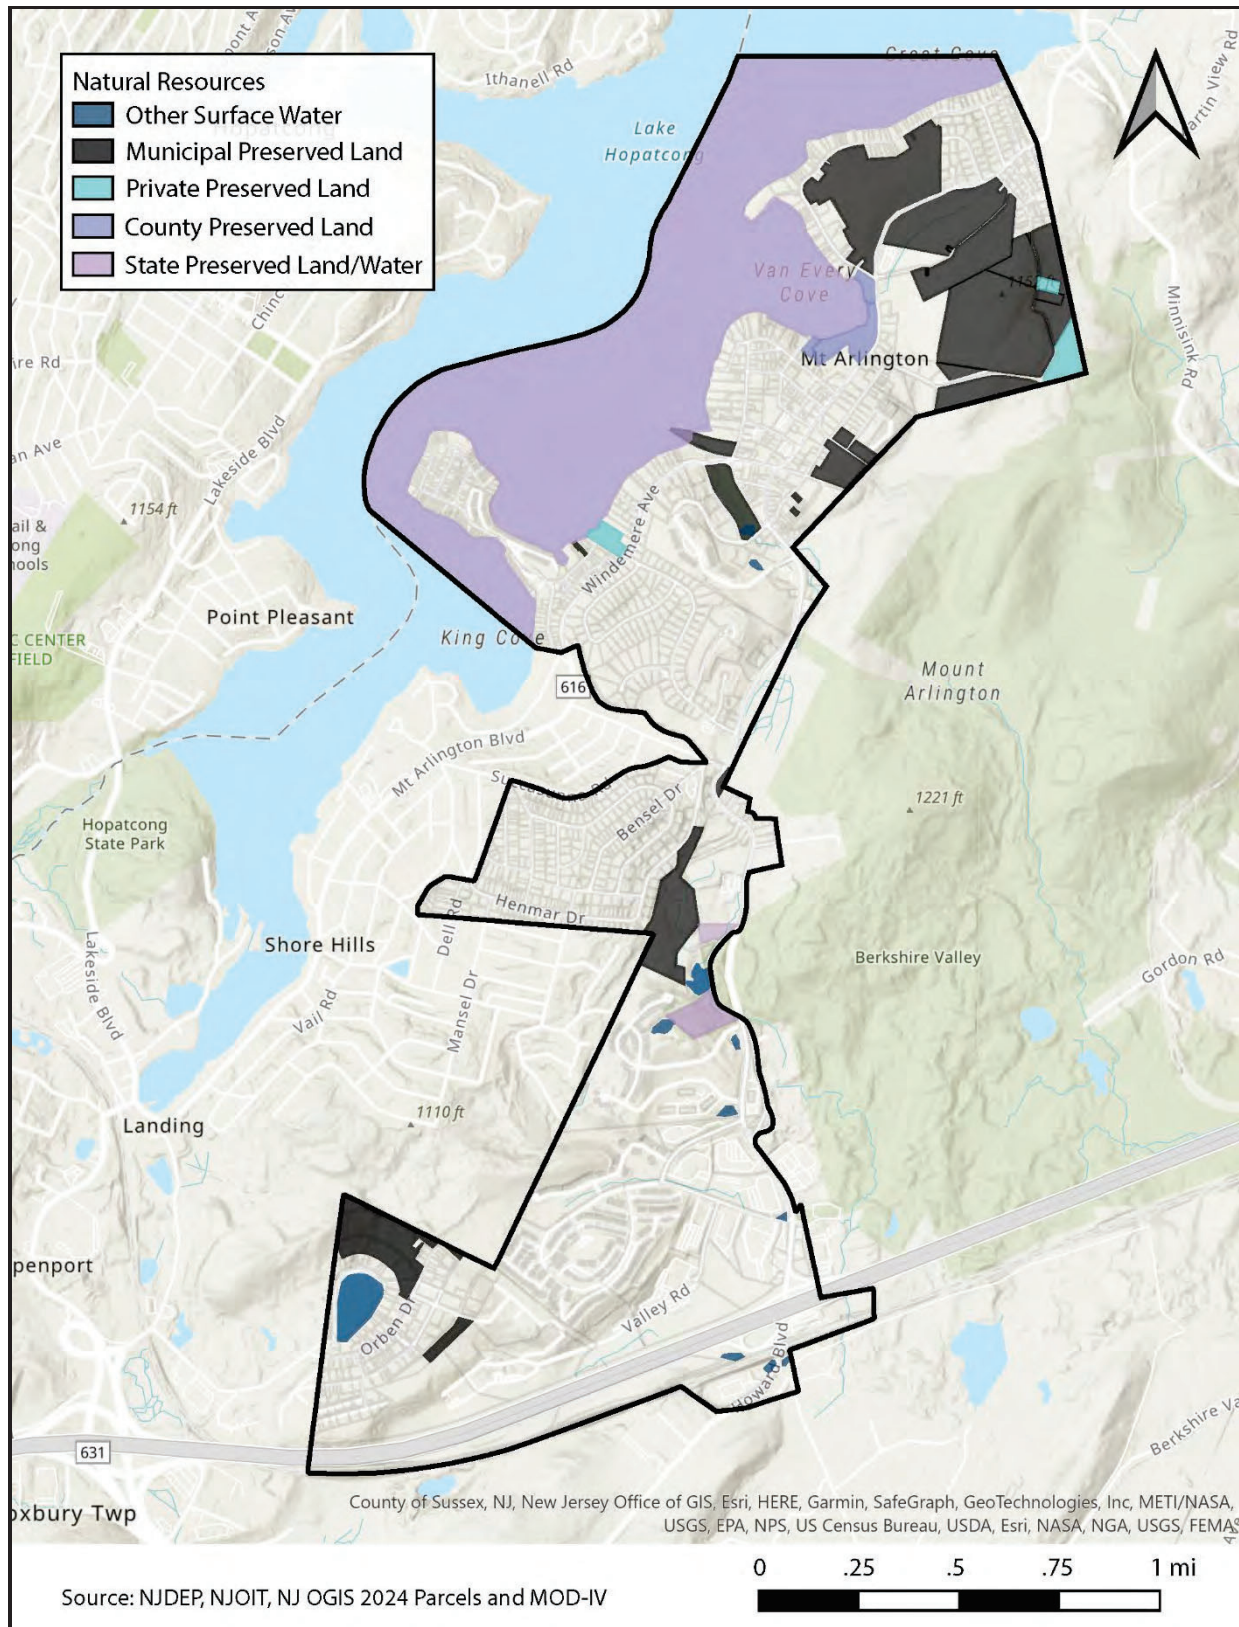 Great Cove
Ithanell Rd
Natural Resources
Other Surface Water
Municipal Preserved Land
Private Preserved Land
County Preserved Land
State Preserved Land/Water
Lake
Hopatcong
Van Every
Cove
Mt Arlington
Minnisink Rd
Lakeside Blvd
1154 ft
Windemere Ave
Point Pleasant
King Cove
616
Mount
Arlington
Mt Arlington Blvd
Bensel Dr
1221 ft
Hopatcong
State Park
Henmar Dr
Dell Rd
Shore Hills
Berkshire Valley
Gordon Rd
Lakeside Blvd
Vail Rd
Mansel Dr
1110 ft
Landing
Valley Rd
Orben Dr
Howard Blvd
631
County of Sussex, NJ, New Jersey Office of GIS, Esri, HERE, Garmin, SafeGraph, GeoTechnologies, Inc, METI/NASA,
USGS, EPA, NPS, US Census Bureau, USDA, Esri, NASA, NGA, USGS, FEMA
0 .25 .5 .75 1 mi
Source: NJDEP, NJOIT, NJ OGIS 2024 Parcels and MOD-IV